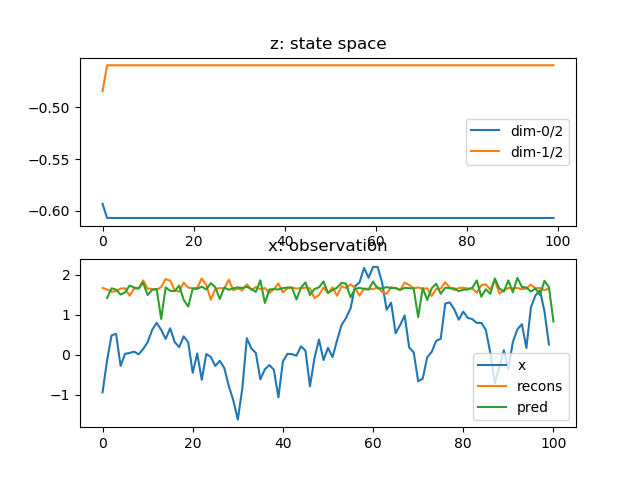 z: state space
−0.50
−0.55
−0.60
dim-0/2
dim-1/2
0 20 40 60 80 100
x: observation
2
1
0
−1
x
recons
pred
0 20 40 60 80 100